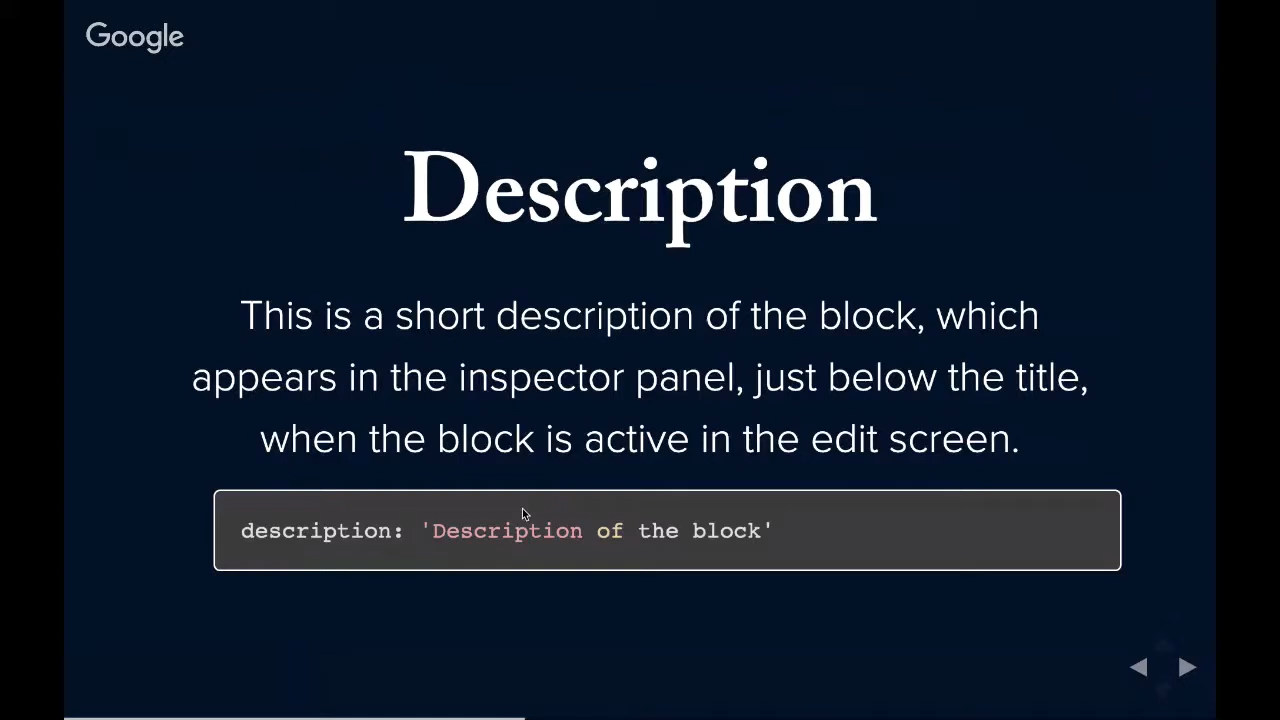 Google
Description
This is a short description of the block, which
appears in the inspector panel, just below the title,
when the block is active in the edit screen.
description: 'Description of the block'